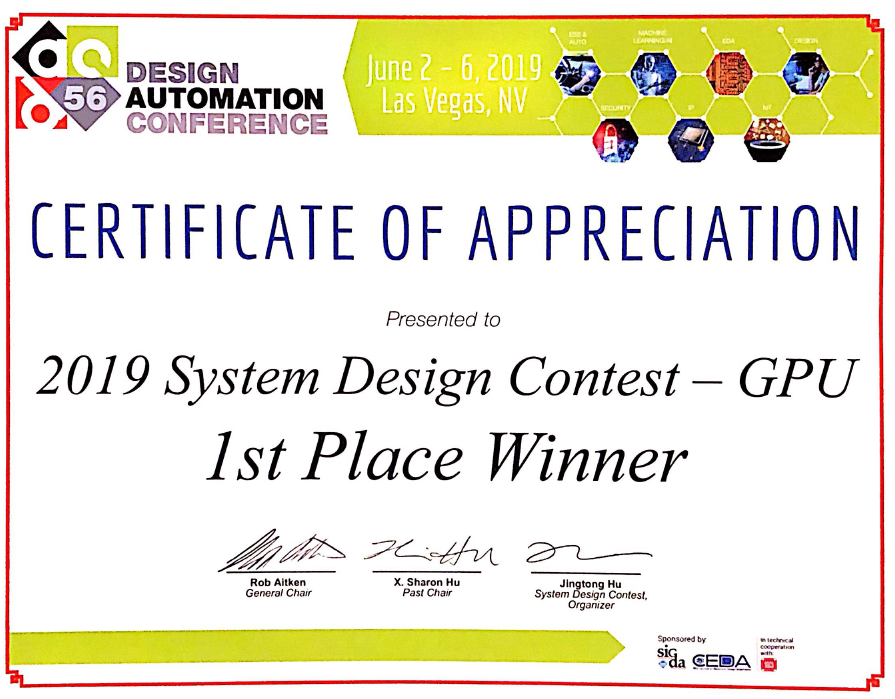 dac
56
DESIGN
AUTOMATION
CONFERENCE
June 2 – 6, 2019
Las Vegas, NV
ESS &
AUTO
MACHINE
LEARNING/AI
EDA
DESIGN
SECURITY
IP
IoT
CERTIFICATE OF APPRECIATION
Presented to
2019 System Design Contest – GPU
1st Place Winner
Rob Aitken
General Chair
X. Sharon Hu
Past Chair
Jingtong Hu
System Design Contest,
Organizer
Sponsored by
sig
da
CEDA
in technical
cooperation
with: